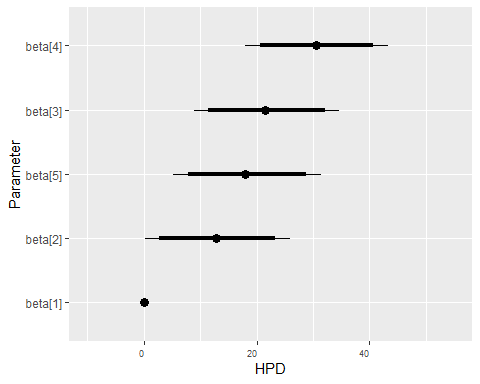 beta[4]
beta[3]
beta[5]
beta[2]
beta[1]
Parameter
0 20 40
HPD